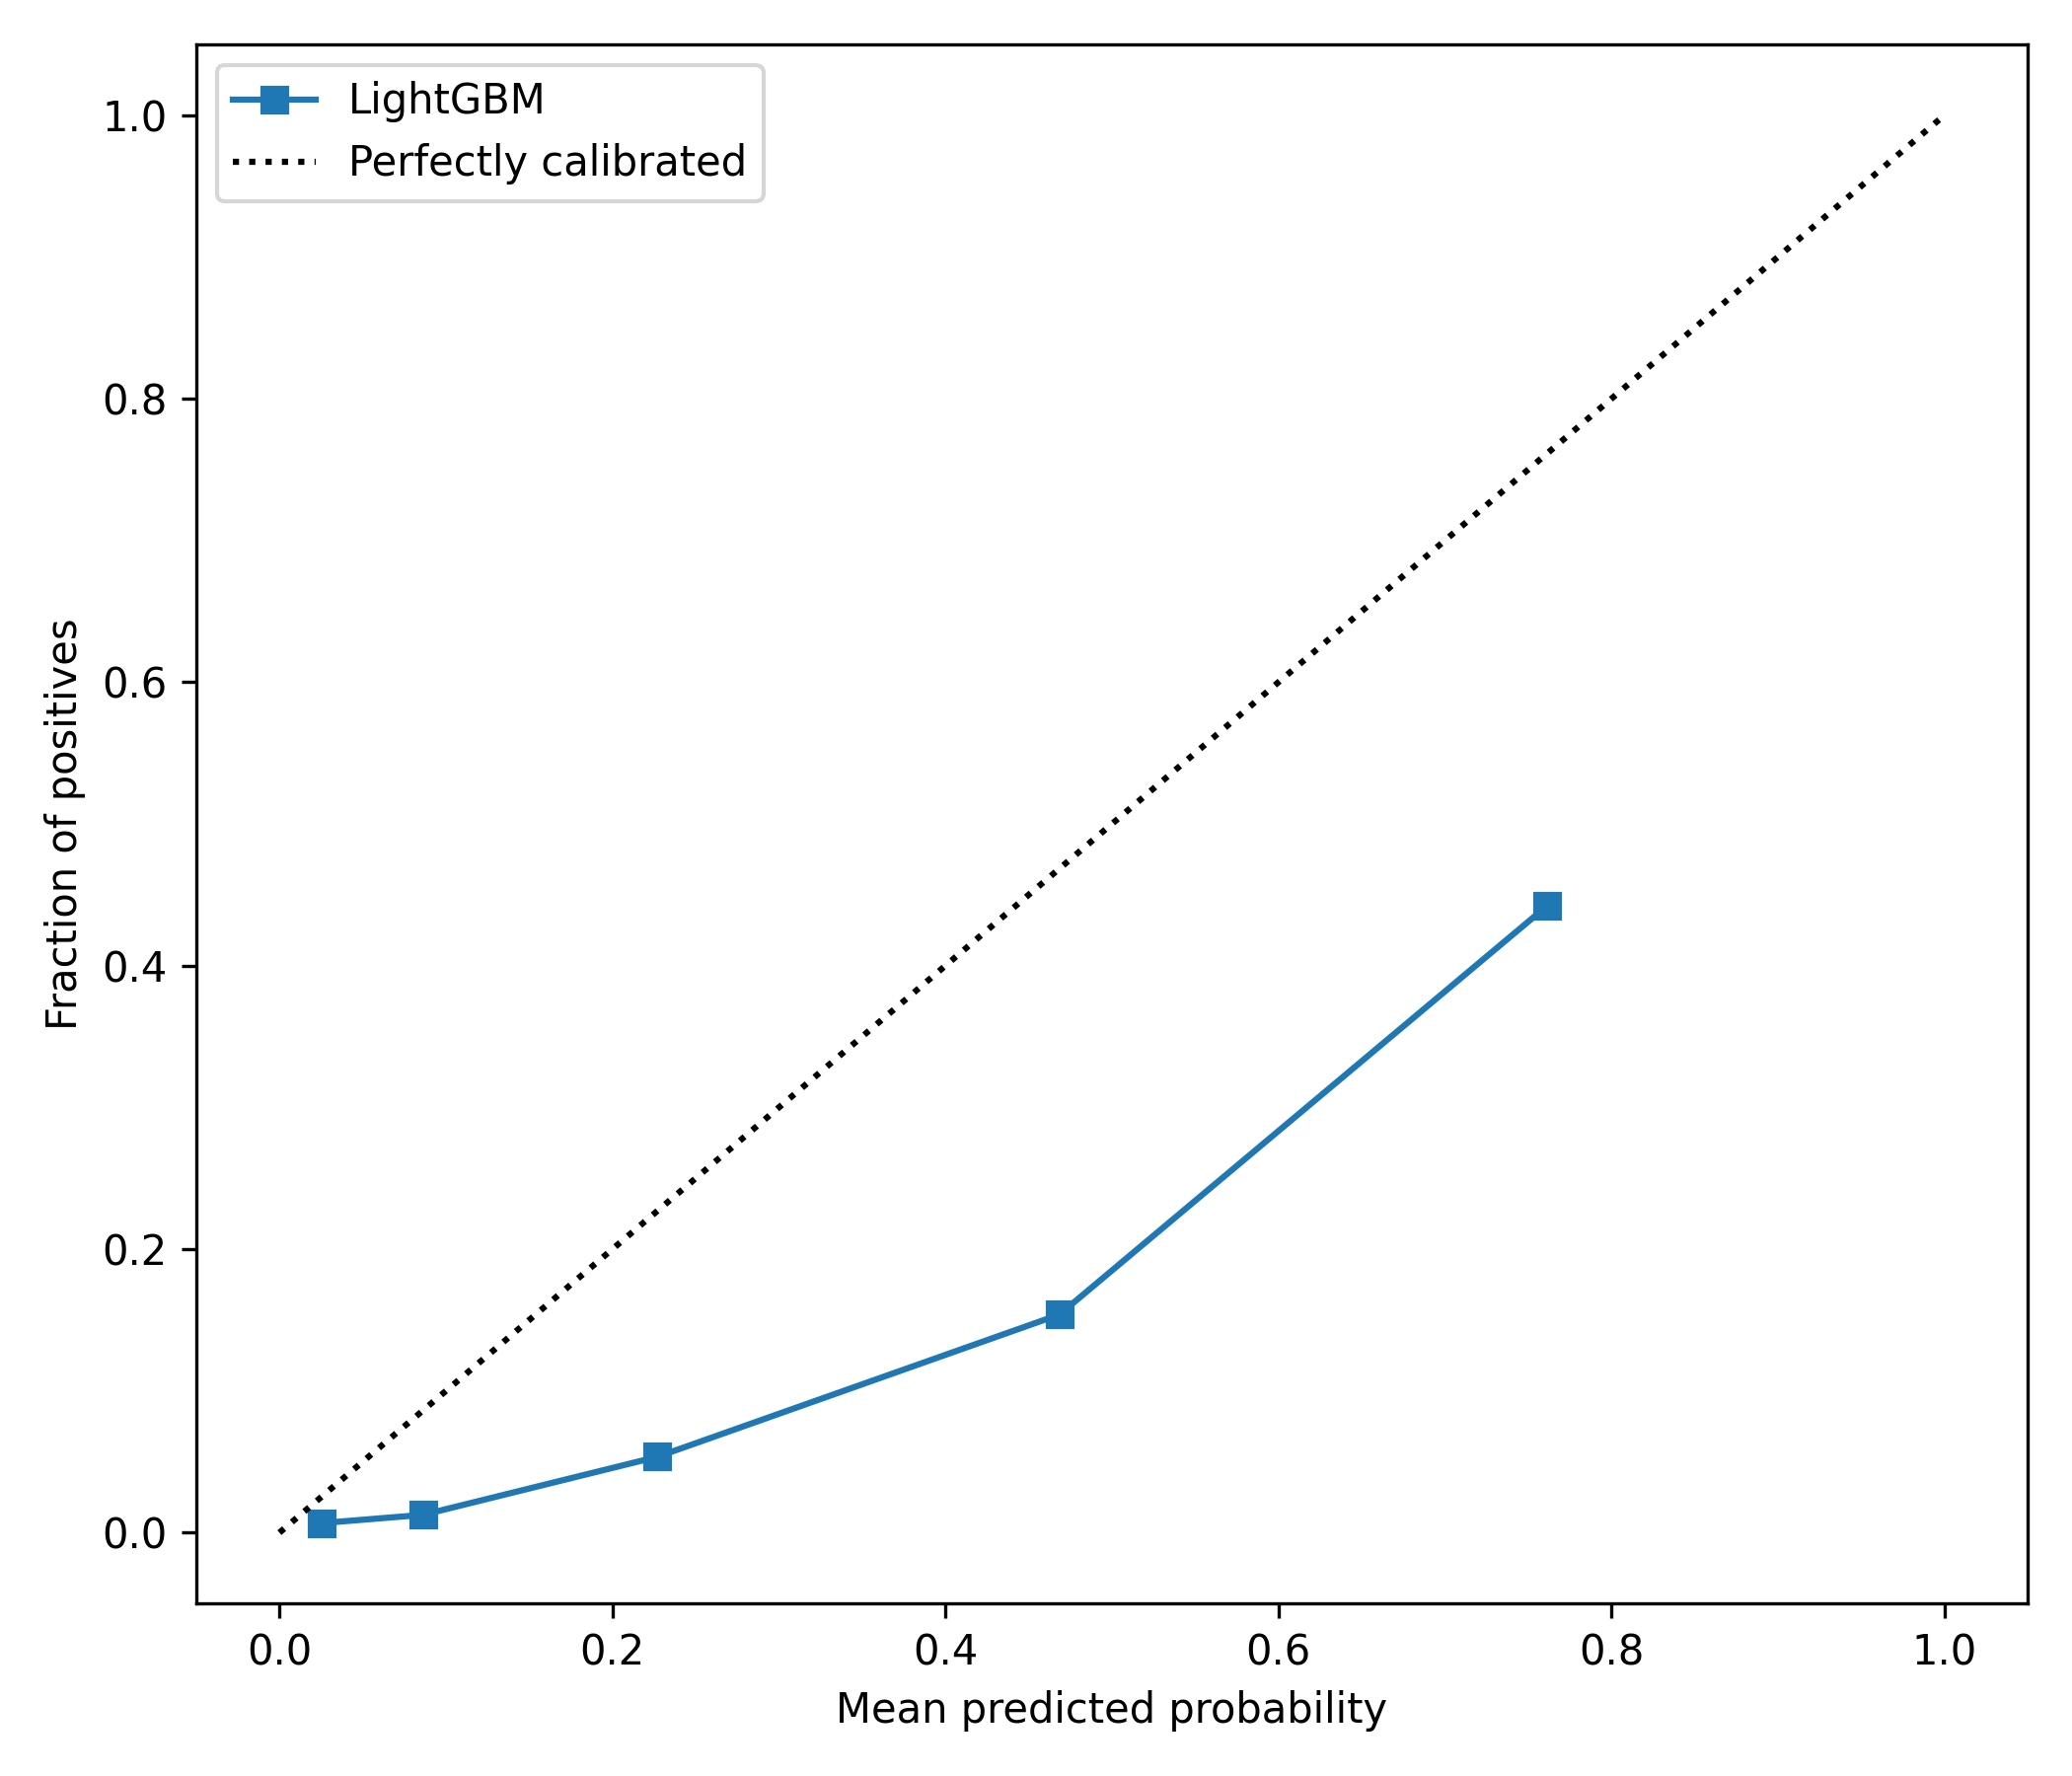 LightGBM
Perfectly calibrated
1.0
0.8
0.6
0.4
0.2
0.0
Fraction of positives
0.0 0.2 0.4 0.6 0.8 1.0
Mean predicted probability